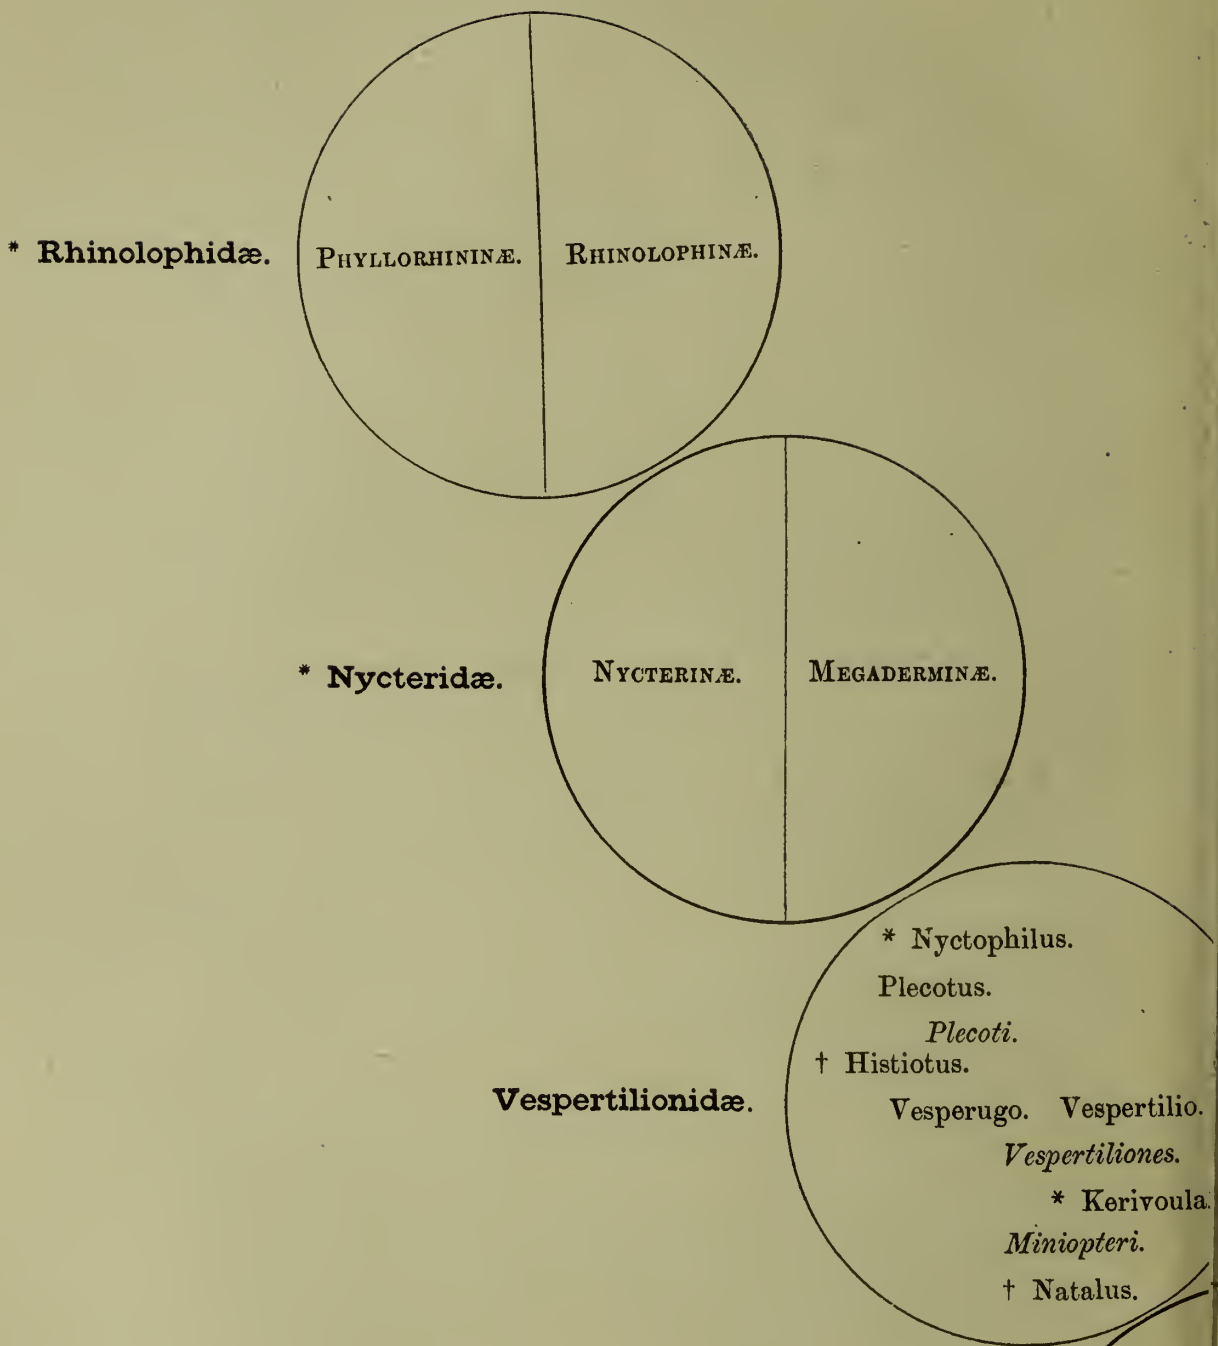 * Rhinolophidæ. PHYLLORHININÆ. RHINOLOPHINÆ.
* Nycteridæ. NYCTERINÆ. MEGADERMINÆ.
* Nyctophilus.
Plecotus.
Plecoti.
† Histiotus.
Vespertilionidæ.
Vesperugo. Vespertilio.
Vespertiliones.
* Kerivoula.
Miniopteri.
† Natalus.